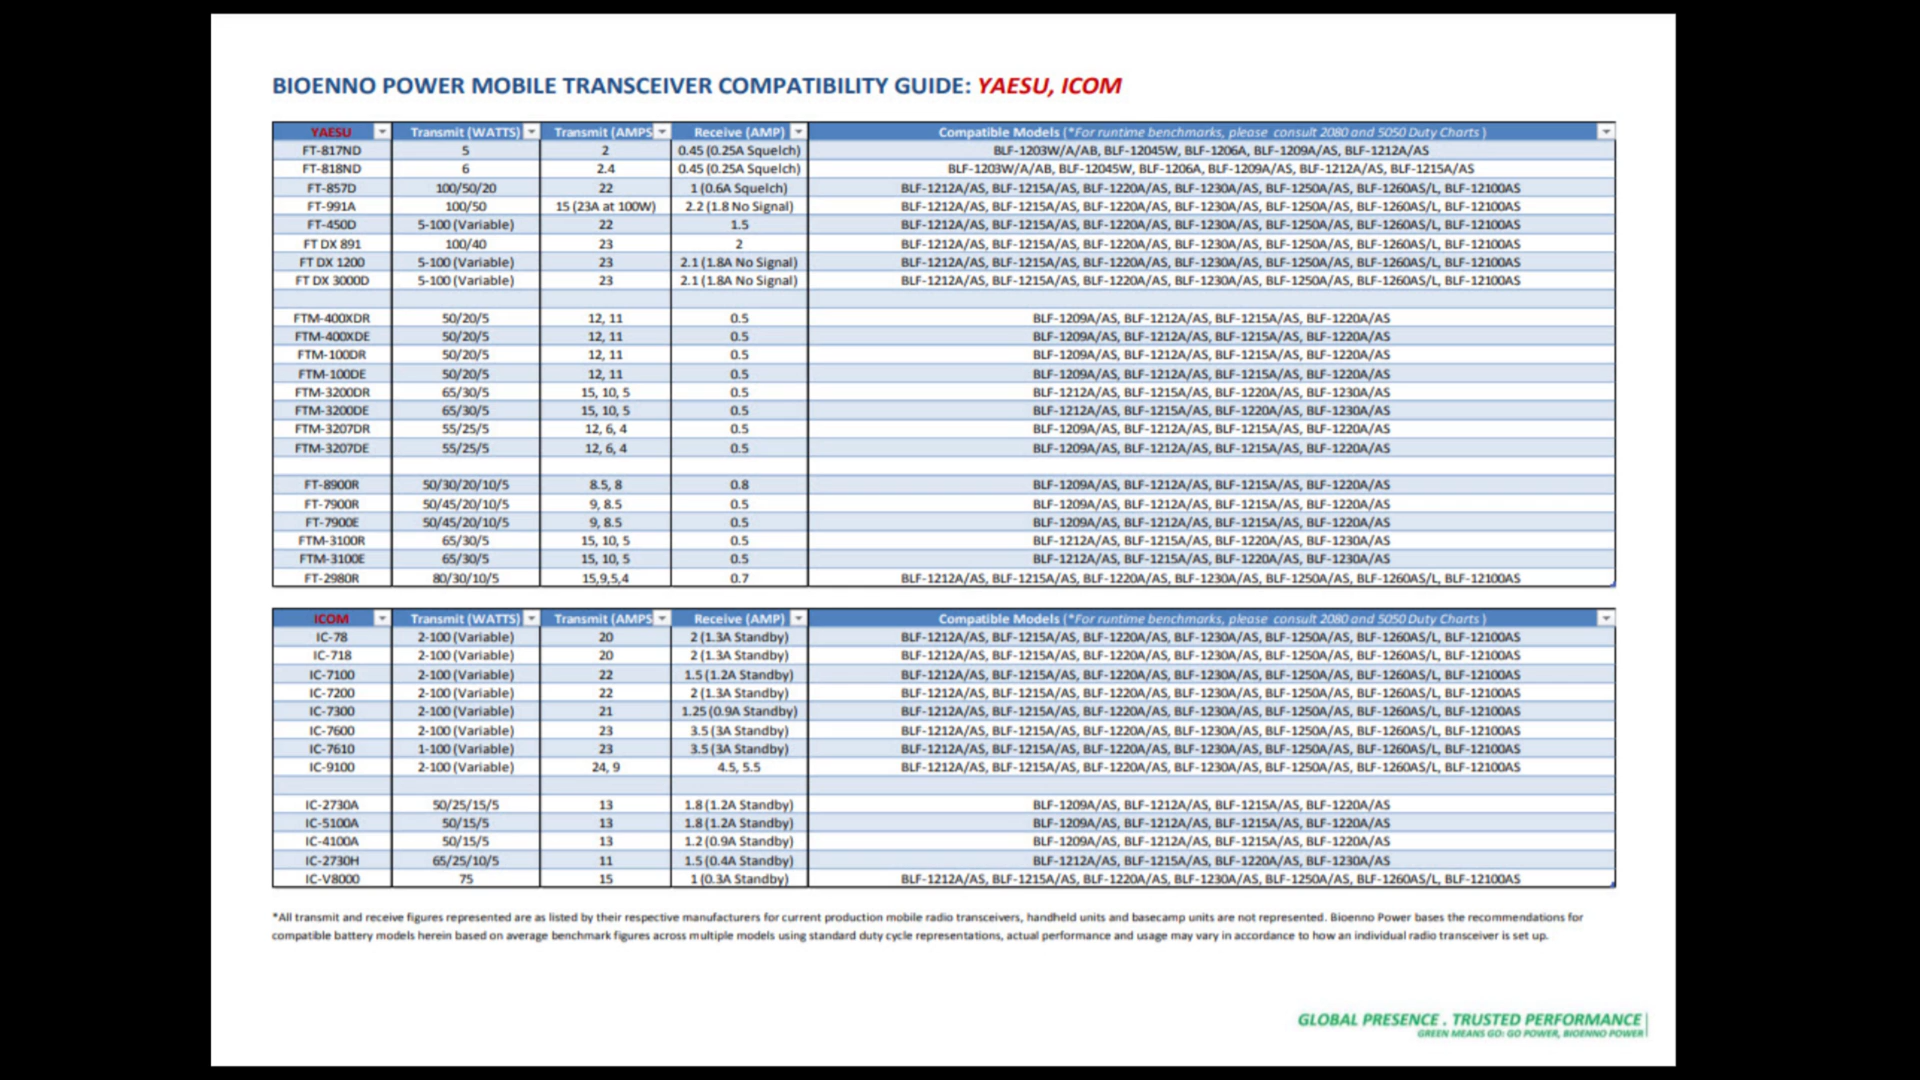 BIOENNO POWER MOBILE TRANSCEIVER COMPATIBILITY GUIDE: YAESU, ICOM
YAESU Transmit (WATTS) Transmit (AMPS Receive (AMP) Compatible Models (*For runtime benchmarks, please consult 2080 and 5050 Duty Charts )
FT-817ND 5 2 0.45 (0.25A Squelch) BLF-1203W/A/AB, BLF-12045W, BLF-1206A, BLF-1209A/AS, BLF-1212A/AS
FT-818ND 6 2.4 0.45 (0.25A Squelch) BLF-1203W/A/AB, BLF-12045W, BLF-1206A, BLF-1209A/AS, BLF-1212A/AS, BLF-1215A/AS
FT-857D 100/50/20 22 1 (0.6A Squelch) BLF-1212A/AS, BLF-1215A/AS, BLF-1220A/AS, BLF-1230A/AS, BLF-1250A/AS, BLF-1260AS/L, BLF-12100AS
FT-991A 100/50 15 (23A at 100W) 2.2 (1.8 No Signal) BLF-1212A/AS, BLF-1215A/AS, BLF-1220A/AS, BLF-1230A/AS, BLF-1250A/AS, BLF-1260AS/L, BLF-12100AS
FT-450D 5-100 (Variable) 22 1.5 BLF-1212A/AS, BLF-1215A/AS, BLF-1220A/AS, BLF-1230A/AS, BLF-1250A/AS, BLF-1260AS/L, BLF-12100AS
FT DX 891 100/40 23 2 BLF-1212A/AS, BLF-1215A/AS, BLF-1220A/AS, BLF-1230A/AS, BLF-1250A/AS, BLF-1260AS/L, BLF-12100AS
FT DX 1200 5-100 (Variable) 23 2.1 (1.8A No Signal) BLF-1212A/AS, BLF-1215A/AS, BLF-1220A/AS, BLF-1230A/AS, BLF-1250A/AS, BLF-1260AS/L, BLF-12100AS
FT DX 3000D 5-100 (Variable) 23 2.1 (1.8A No Signal) BLF-1212A/AS, BLF-1215A/AS, BLF-1220A/AS, BLF-1230A/AS, BLF-1250A/AS, BLF-1260AS/L, BLF-12100AS
FTM-400XDR 50/20/5 12, 11 0.5 BLF-1209A/AS, BLF-1212A/AS, BLF-1215A/AS, BLF-1220A/AS
FTM-400XDE 50/20/5 12, 11 0.5 BLF-1209A/AS, BLF-1212A/AS, BLF-1215A/AS, BLF-1220A/AS
FTM-100DR 50/20/5 12, 11 0.5 BLF-1209A/AS, BLF-1212A/AS, BLF-1215A/AS, BLF-1220A/AS
FTM-100DE 50/20/5 12, 11 0.5 BLF-1209A/AS, BLF-1212A/AS, BLF-1215A/AS, BLF-1220A/AS
FTM-3200DR 65/30/5 15, 10, 5 0.5 BLF-1212A/AS, BLF-1215A/AS, BLF-1220A/AS, BLF-1230A/AS
FTM-3200DE 65/30/5 15, 10, 5 0.5 BLF-1212A/AS, BLF-1215A/AS, BLF-1220A/AS, BLF-1230A/AS
FTM-3207DR 55/25/5 12, 6, 4 0.5 BLF-1209A/AS, BLF-1212A/AS, BLF-1215A/AS, BLF-1220A/AS
FTM-3207DE 55/25/5 12, 6, 4 0.5 BLF-1209A/AS, BLF-1212A/AS, BLF-1215A/AS, BLF-1220A/AS
FT-8900R 50/30/20/10/5 8.5, 8 0.8 BLF-1209A/AS, BLF-1212A/AS, BLF-1215A/AS, BLF-1220A/AS
FT-7900R 50/45/20/10/5 9, 8.5 0.5 BLF-1209A/AS, BLF-1212A/AS, BLF-1215A/AS, BLF-1220A/AS
FT-7900E 50/45/20/10/5 9, 8.5 0.5 BLF-1209A/AS, BLF-1212A/AS, BLF-1215A/AS, BLF-1220A/AS
FTM-3100R 65/30/5 15, 10, 5 0.5 BLF-1212A/AS, BLF-1215A/AS, BLF-1220A/AS, BLF-1230A/AS
FTM-3100E 65/30/5 15, 10, 5 0.5 BLF-1212A/AS, BLF-1215A/AS, BLF-1220A/AS, BLF-1230A/AS
FT-2980R 80/30/10/5 15,9,5,4 0.7 BLF-1212A/AS, BLF-1215A/AS, BLF-1220A/AS, BLF-1230A/AS, BLF-1250A/AS, BLF-1260AS/L, BLF-12100AS
ICOM Transmit (WATTS) Transmit (AMPS Receive (AMP) Compatible Models (*For runtime benchmarks, please consult 2080 and 5050 Duty Charts )
IC-78 2-100 (Variable) 20 2 (1.3A Standby) BLF-1212A/AS, BLF-1215A/AS, BLF-1220A/AS, BLF-1230A/AS, BLF-1250A/AS, BLF-1260AS/L, BLF-12100AS
IC-718 2-100 (Variable) 20 2 (1.3A Standby) BLF-1212A/AS, BLF-1215A/AS, BLF-1220A/AS, BLF-1230A/AS, BLF-1250A/AS, BLF-1260AS/L, BLF-12100AS
IC-7100 2-100 (Variable) 22 1.5 (1.2A Standby) BLF-1212A/AS, BLF-1215A/AS, BLF-1220A/AS, BLF-1230A/AS, BLF-1250A/AS, BLF-1260AS/L, BLF-12100AS
IC-7200 2-100 (Variable) 22 2 (1.3A Standby) BLF-1212A/AS, BLF-1215A/AS, BLF-1220A/AS, BLF-1230A/AS, BLF-1250A/AS, BLF-1260AS/L, BLF-12100AS
IC-7300 2-100 (Variable) 21 1.25 (0.9A Standby) BLF-1212A/AS, BLF-1215A/AS, BLF-1220A/AS, BLF-1230A/AS, BLF-1250A/AS, BLF-1260AS/L, BLF-12100AS
IC-7600 2-100 (Variable) 23 3.5 (3A Standby) BLF-1212A/AS, BLF-1215A/AS, BLF-1220A/AS, BLF-1230A/AS, BLF-1250A/AS, BLF-1260AS/L, BLF-12100AS
IC-7610 1-100 (Variable) 23 3.5 (3A Standby) BLF-1212A/AS, BLF-1215A/AS, BLF-1220A/AS, BLF-1230A/AS, BLF-1250A/AS, BLF-1260AS/L, BLF-12100AS
IC-9100 2-100 (Variable) 24, 9 4.5, 5.5 BLF-1212A/AS, BLF-1215A/AS, BLF-1220A/AS, BLF-1230A/AS, BLF-1250A/AS, BLF-1260AS/L, BLF-12100AS
IC-2730A 50/25/15/5 13 1.8 (1.2A Standby) BLF-1209A/AS, BLF-1212A/AS, BLF-1215A/AS, BLF-1220A/AS
IC-5100A 50/15/5 13 1.8 (1.2A Standby) BLF-1209A/AS, BLF-1212A/AS, BLF-1215A/AS, BLF-1220A/AS
IC-4100A 50/15/5 13 1.2 (0.9A Standby) BLF-1209A/AS, BLF-1212A/AS, BLF-1215A/AS, BLF-1220A/AS
IC-2730H 65/25/10/5 11 1.5 (0.4A Standby) BLF-1212A/AS, BLF-1215A/AS, BLF-1220A/AS, BLF-1230A/AS
IC-V8000 75 15 1 (0.3A Standby) BLF-1212A/AS, BLF-1215A/AS, BLF-1220A/AS, BLF-1230A/AS, BLF-1250A/AS, BLF-1260AS/L, BLF-12100AS
*All transmit and receive figures represented are as listed by their respective manufacturers for current production mobile radio transceivers, handheld units and basecamp units are not represented. Bioenno Power bases the recommendations for
compatible battery models herein based on average benchmark figures across multiple models using standard duty cycle representations, actual performance and usage may vary in accordance to how an individual radio transceiver is set up.
GLOBAL PRESENCE . TRUSTED PERFORMANCE
GREEN MEANS GO: GO POWER, BIOENNO POWER